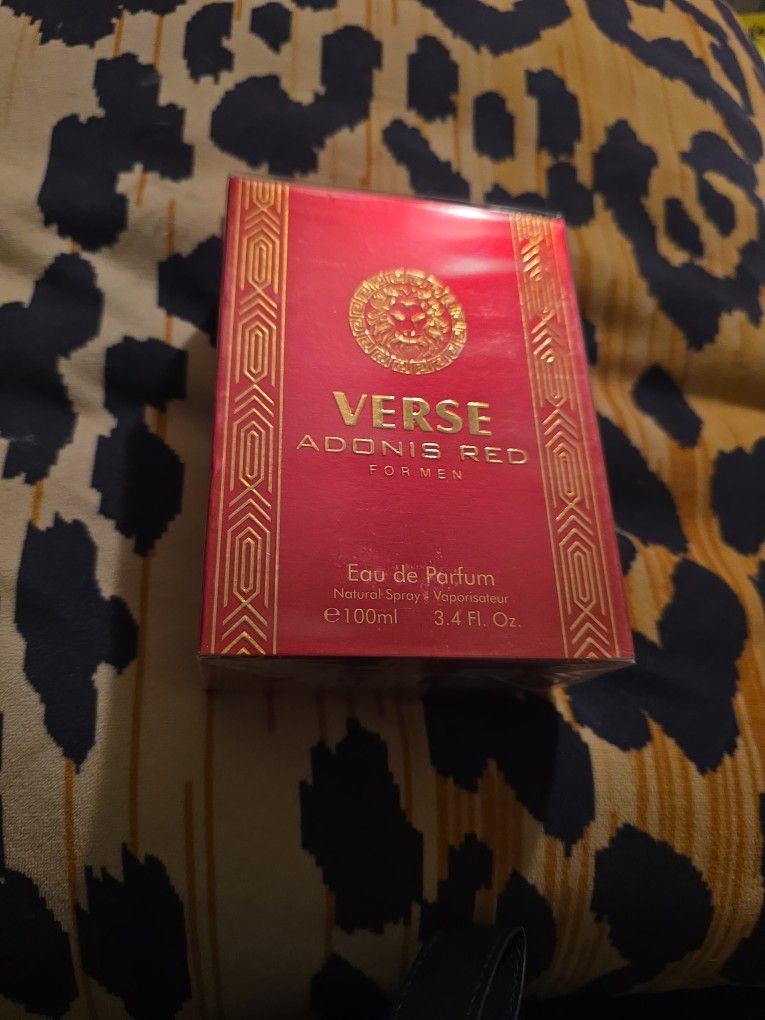 VERSE
ADONIS RED
FOR MEN
Eau de Parfum
Natural Spray - Vaporisateur
℮100ml 3.4 Fl. Oz.